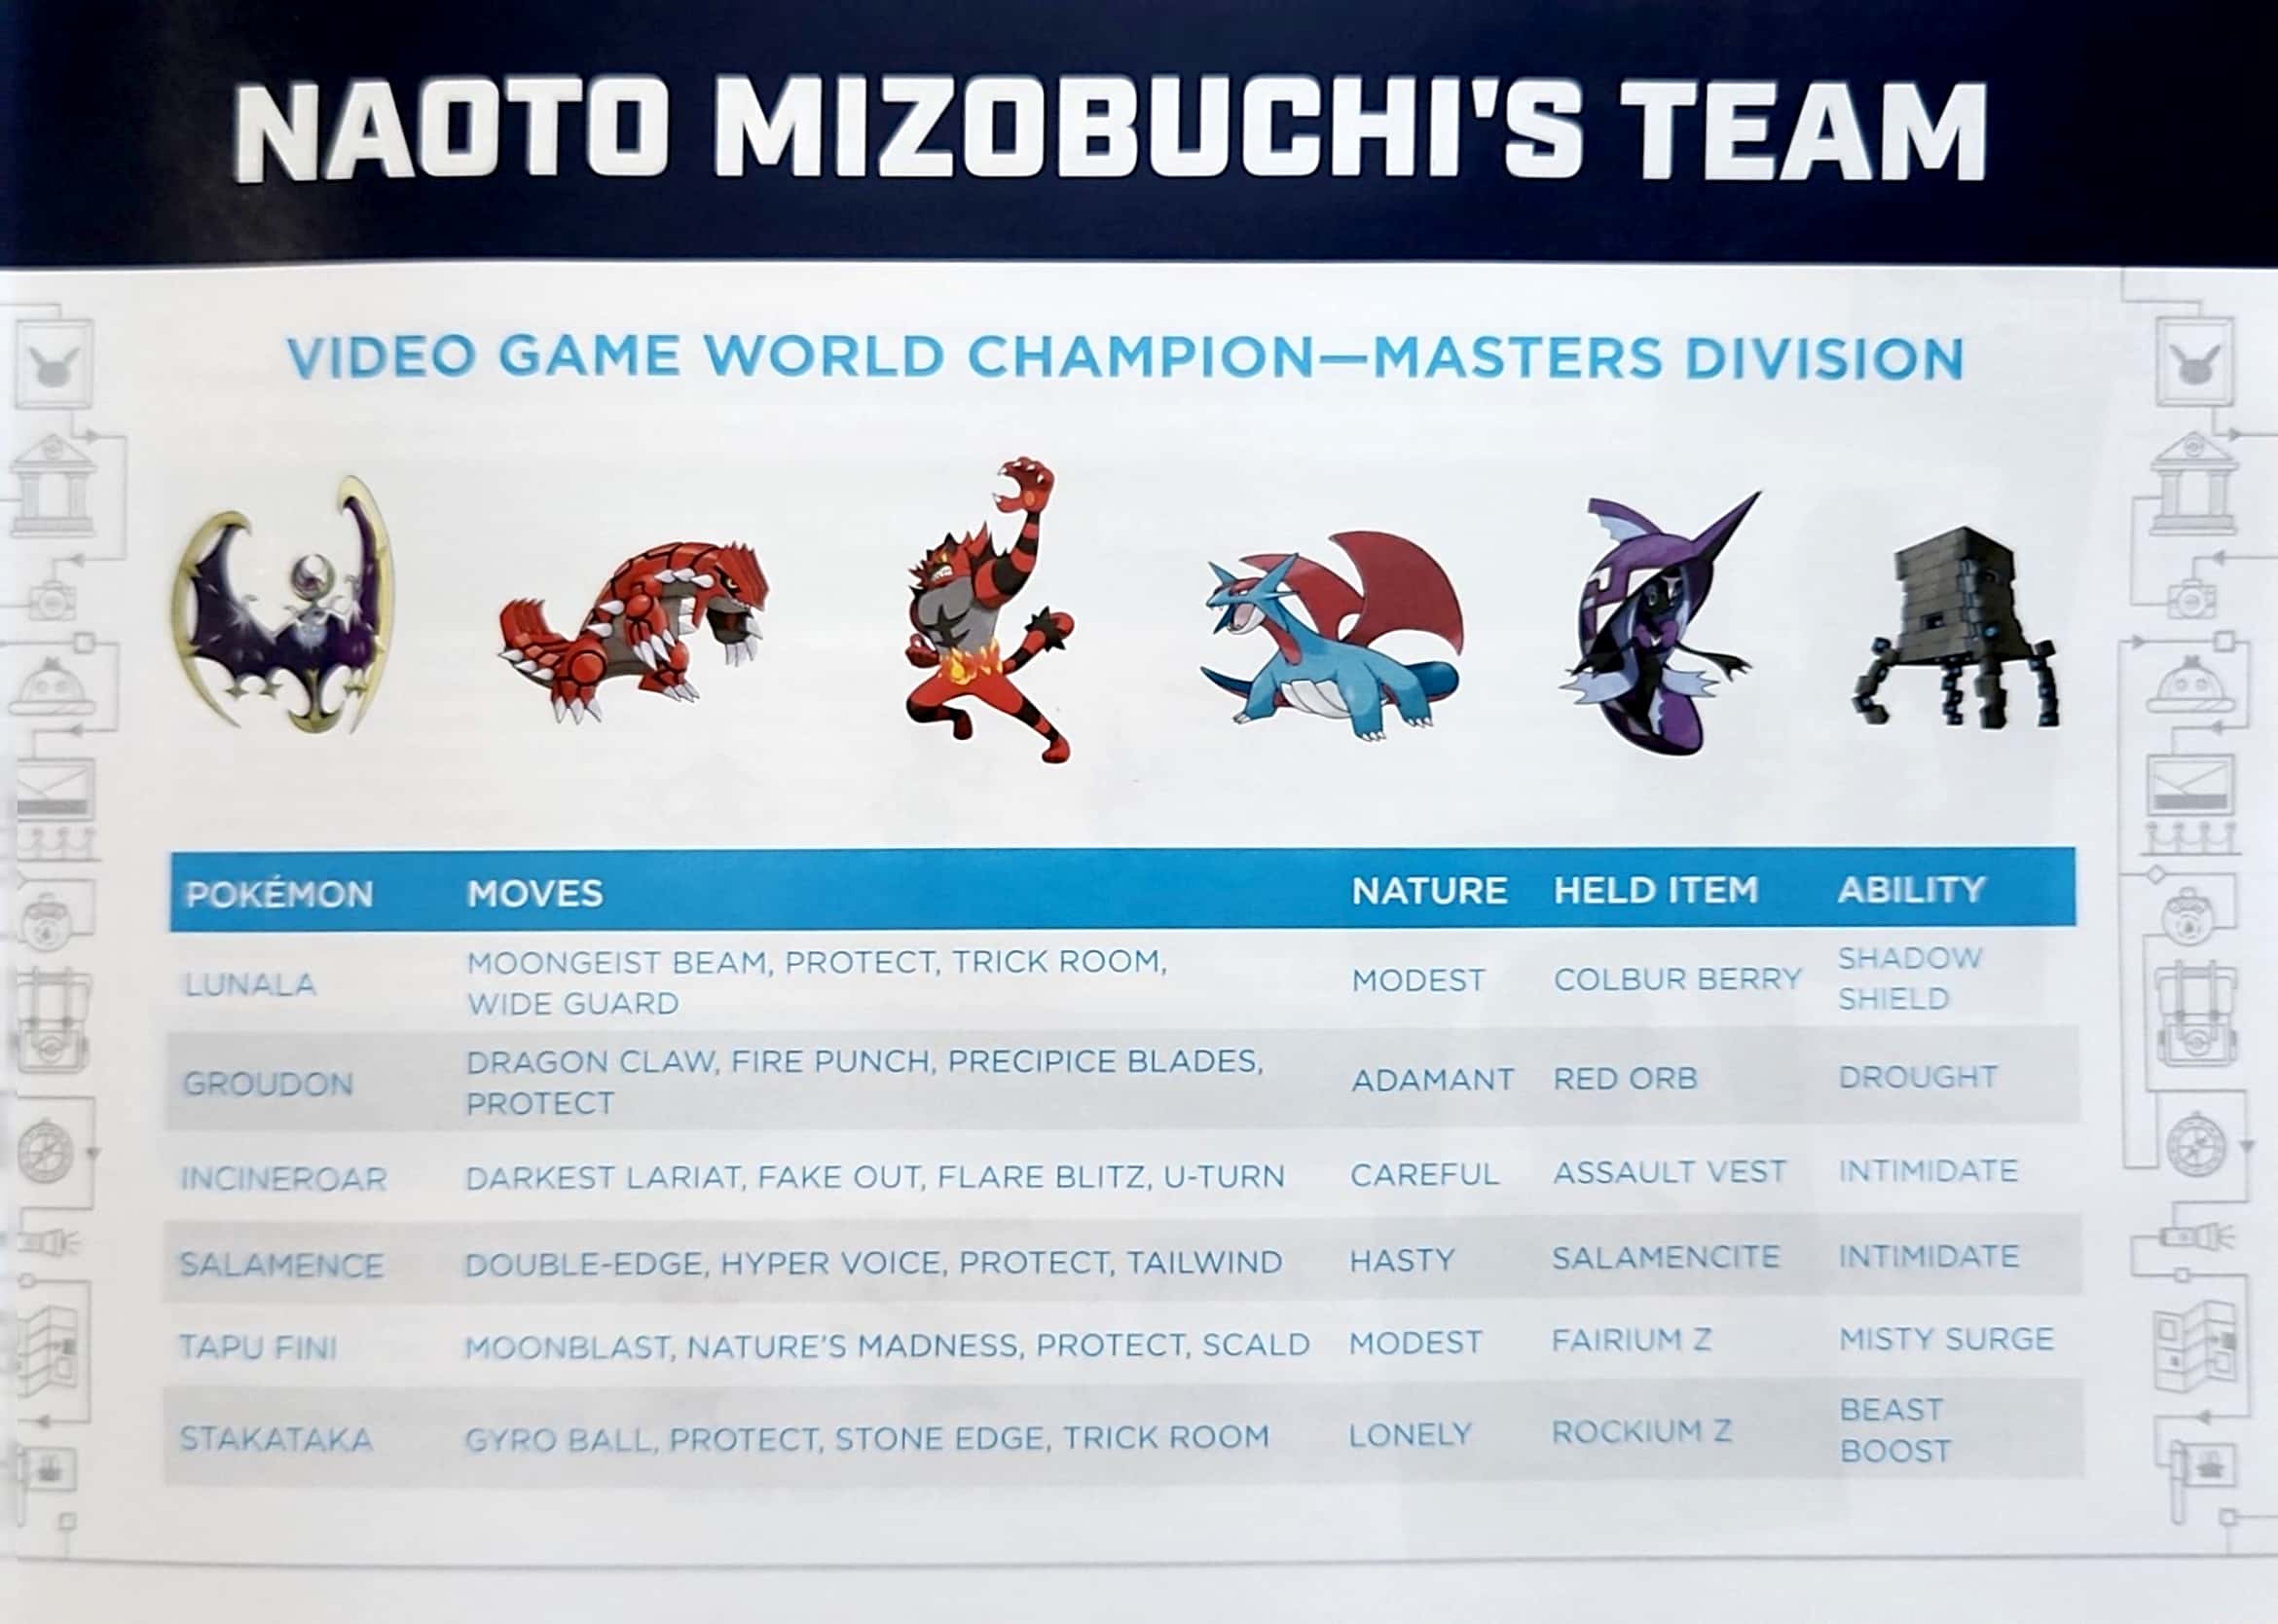 NAOTO MIZOBUCHI'S TEAM
VIDEO GAME WORLD CHAMPION—MASTERS DIVISION
POKÉMON MOVES NATURE HELD ITEM ABILITY
LUNALA MOONGEIST BEAM, PROTECT, TRICK ROOM, WIDE GUARD MODEST COLBUR BERRY SHADOW SHIELD
GROUDON DRAGON CLAW, FIRE PUNCH, PRECIPICE BLADES, PROTECT ADAMANT RED ORB DROUGHT
INCINEROAR DARKEST LARIAT, FAKE OUT, FLARE BLITZ, U-TURN CAREFUL ASSAULT VEST INTIMIDATE
SALAMENCE DOUBLE-EDGE, HYPER VOICE, PROTECT, TAILWIND HASTY SALAMENCITE INTIMIDATE
TAPU FINI MOONBLAST, NATURE'S MADNESS, PROTECT, SCALD MODEST FAIRIUM Z MISTY SURGE
STAKATAKA GYRO BALL, PROTECT, STONE EDGE, TRICK ROOM LONELY ROCKIUM Z BEAST BOOST